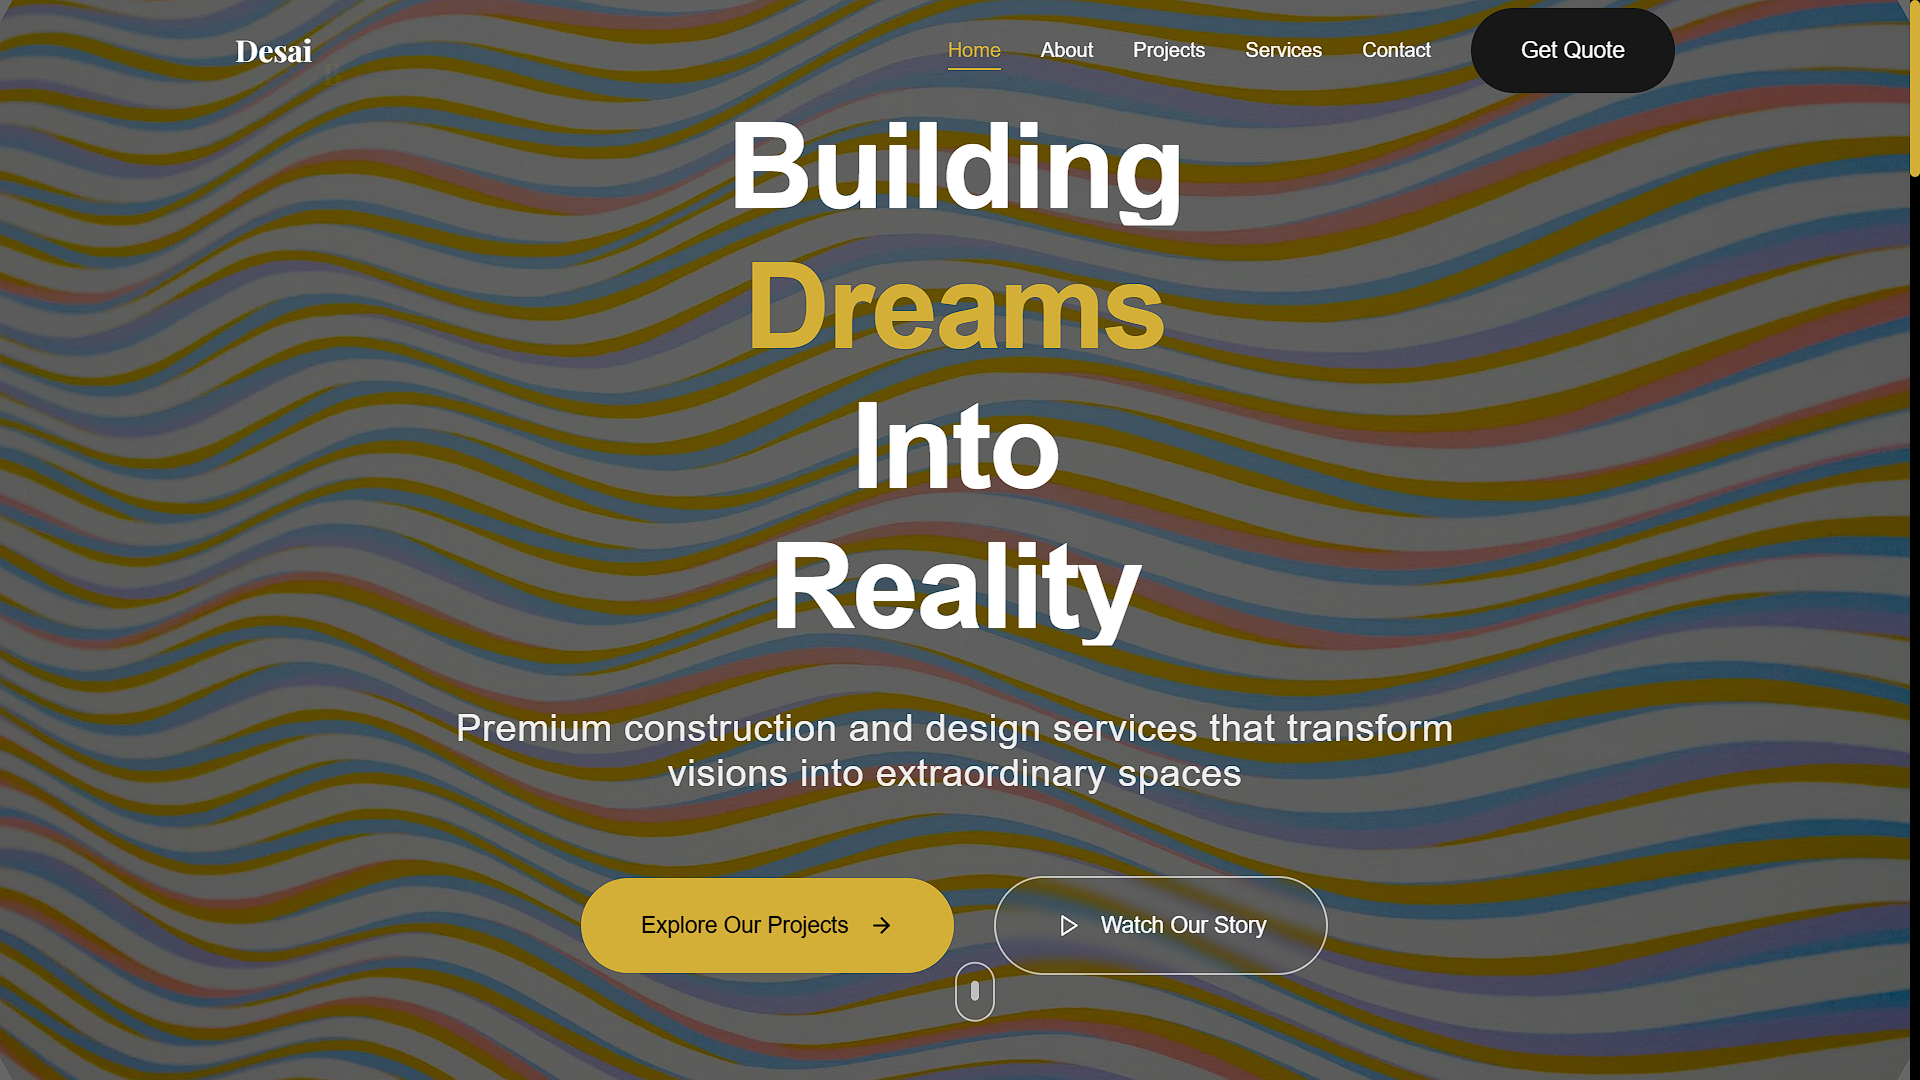 Desai
Home About Projects Services Contact Get Quote
Building
Dreams
Into
Reality
Premium construction and design services that transform
visions into extraordinary spaces
Explore Our Projects
Watch Our Story